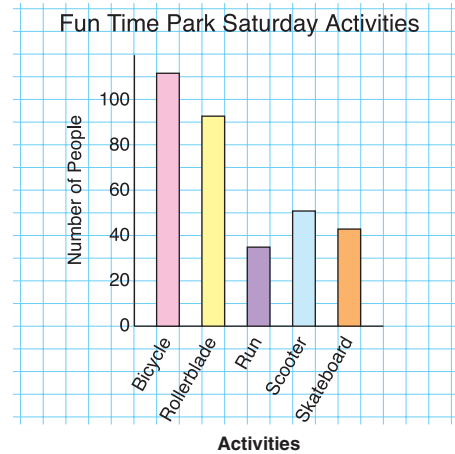 Fun Time Park Saturday Activities
Number of People
100
80
60
40
20
0
Bicycle
Rollerblade
Run
Scooter
Skateboard
Activities